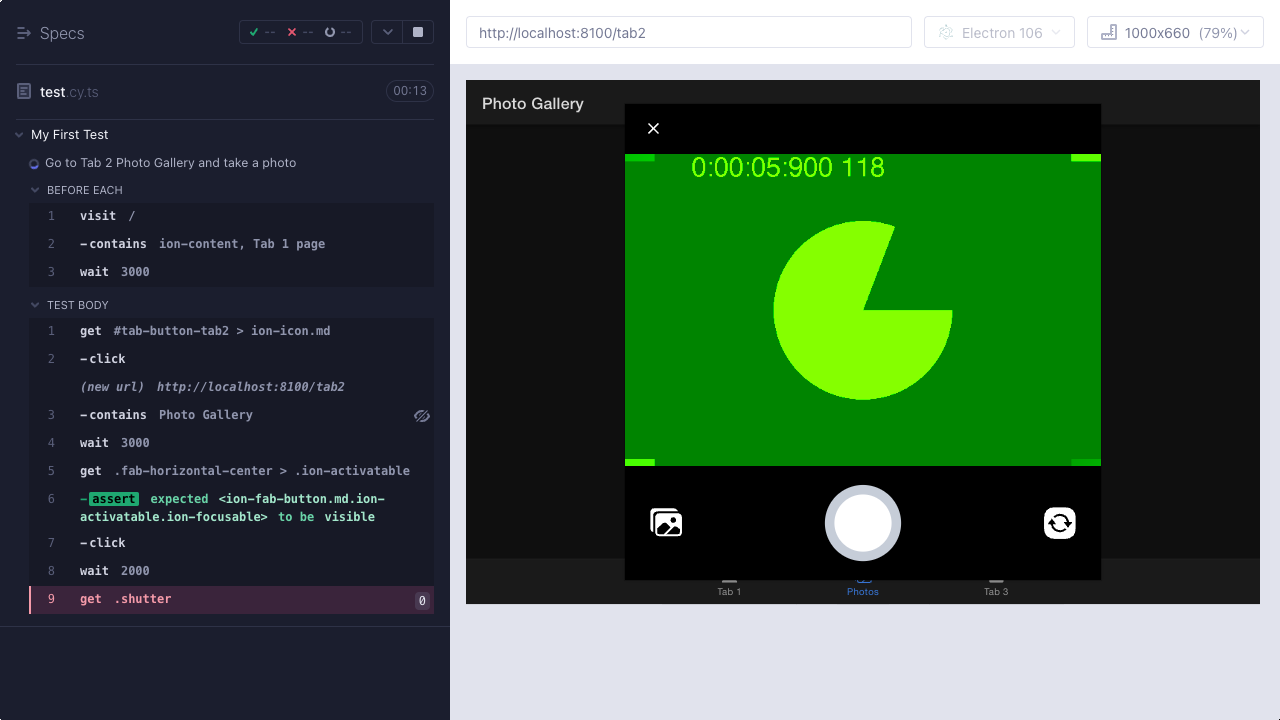 Specs
-- -- --
test.cy.ts 00:13
My First Test
Go to Tab 2 Photo Gallery and take a photo
BEFORE EACH
1 visit /
2 -contains ion-content, Tab 1 page
3 wait 3000
TEST BODY
1 get #tab-button-tab2 > ion-icon.md
2 -click
(new url) http://localhost:8100/tab2
3 -contains Photo Gallery
4 wait 3000
5 get .fab-horizontal-center > .ion-activatable
6 -assert expected <ion-fab-button.md.ion-
activatable.ion-focusable> to be visible
7 -click
8 wait 2000
9 get .shutter 0
http://localhost:8100/tab2
Electron 106
1000x660 (79%)
Photo Gallery
0:00:05:900 118
Tab 1
Photos
Tab 3